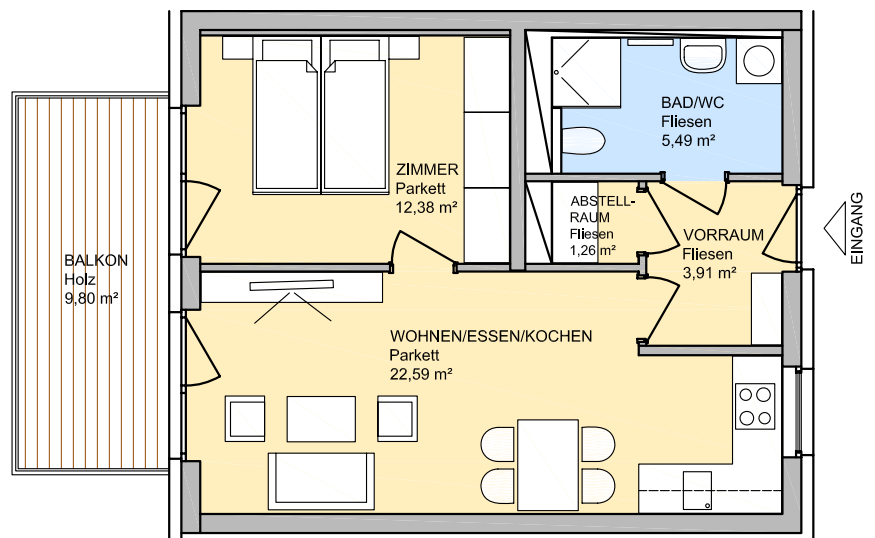 BAD/WC
Fliesen
5,49 m²
ZIMMER
Parkett
12,38 m²
ABSTELL-
RAUM
Fliesen
1,26 m²
VORRAUM
Fliesen
3,91 m²
EINGANG
BALKON
Holz
9,80 m²
WOHNEN/ESSEN/KOCHEN
Parkett
22,59 m²